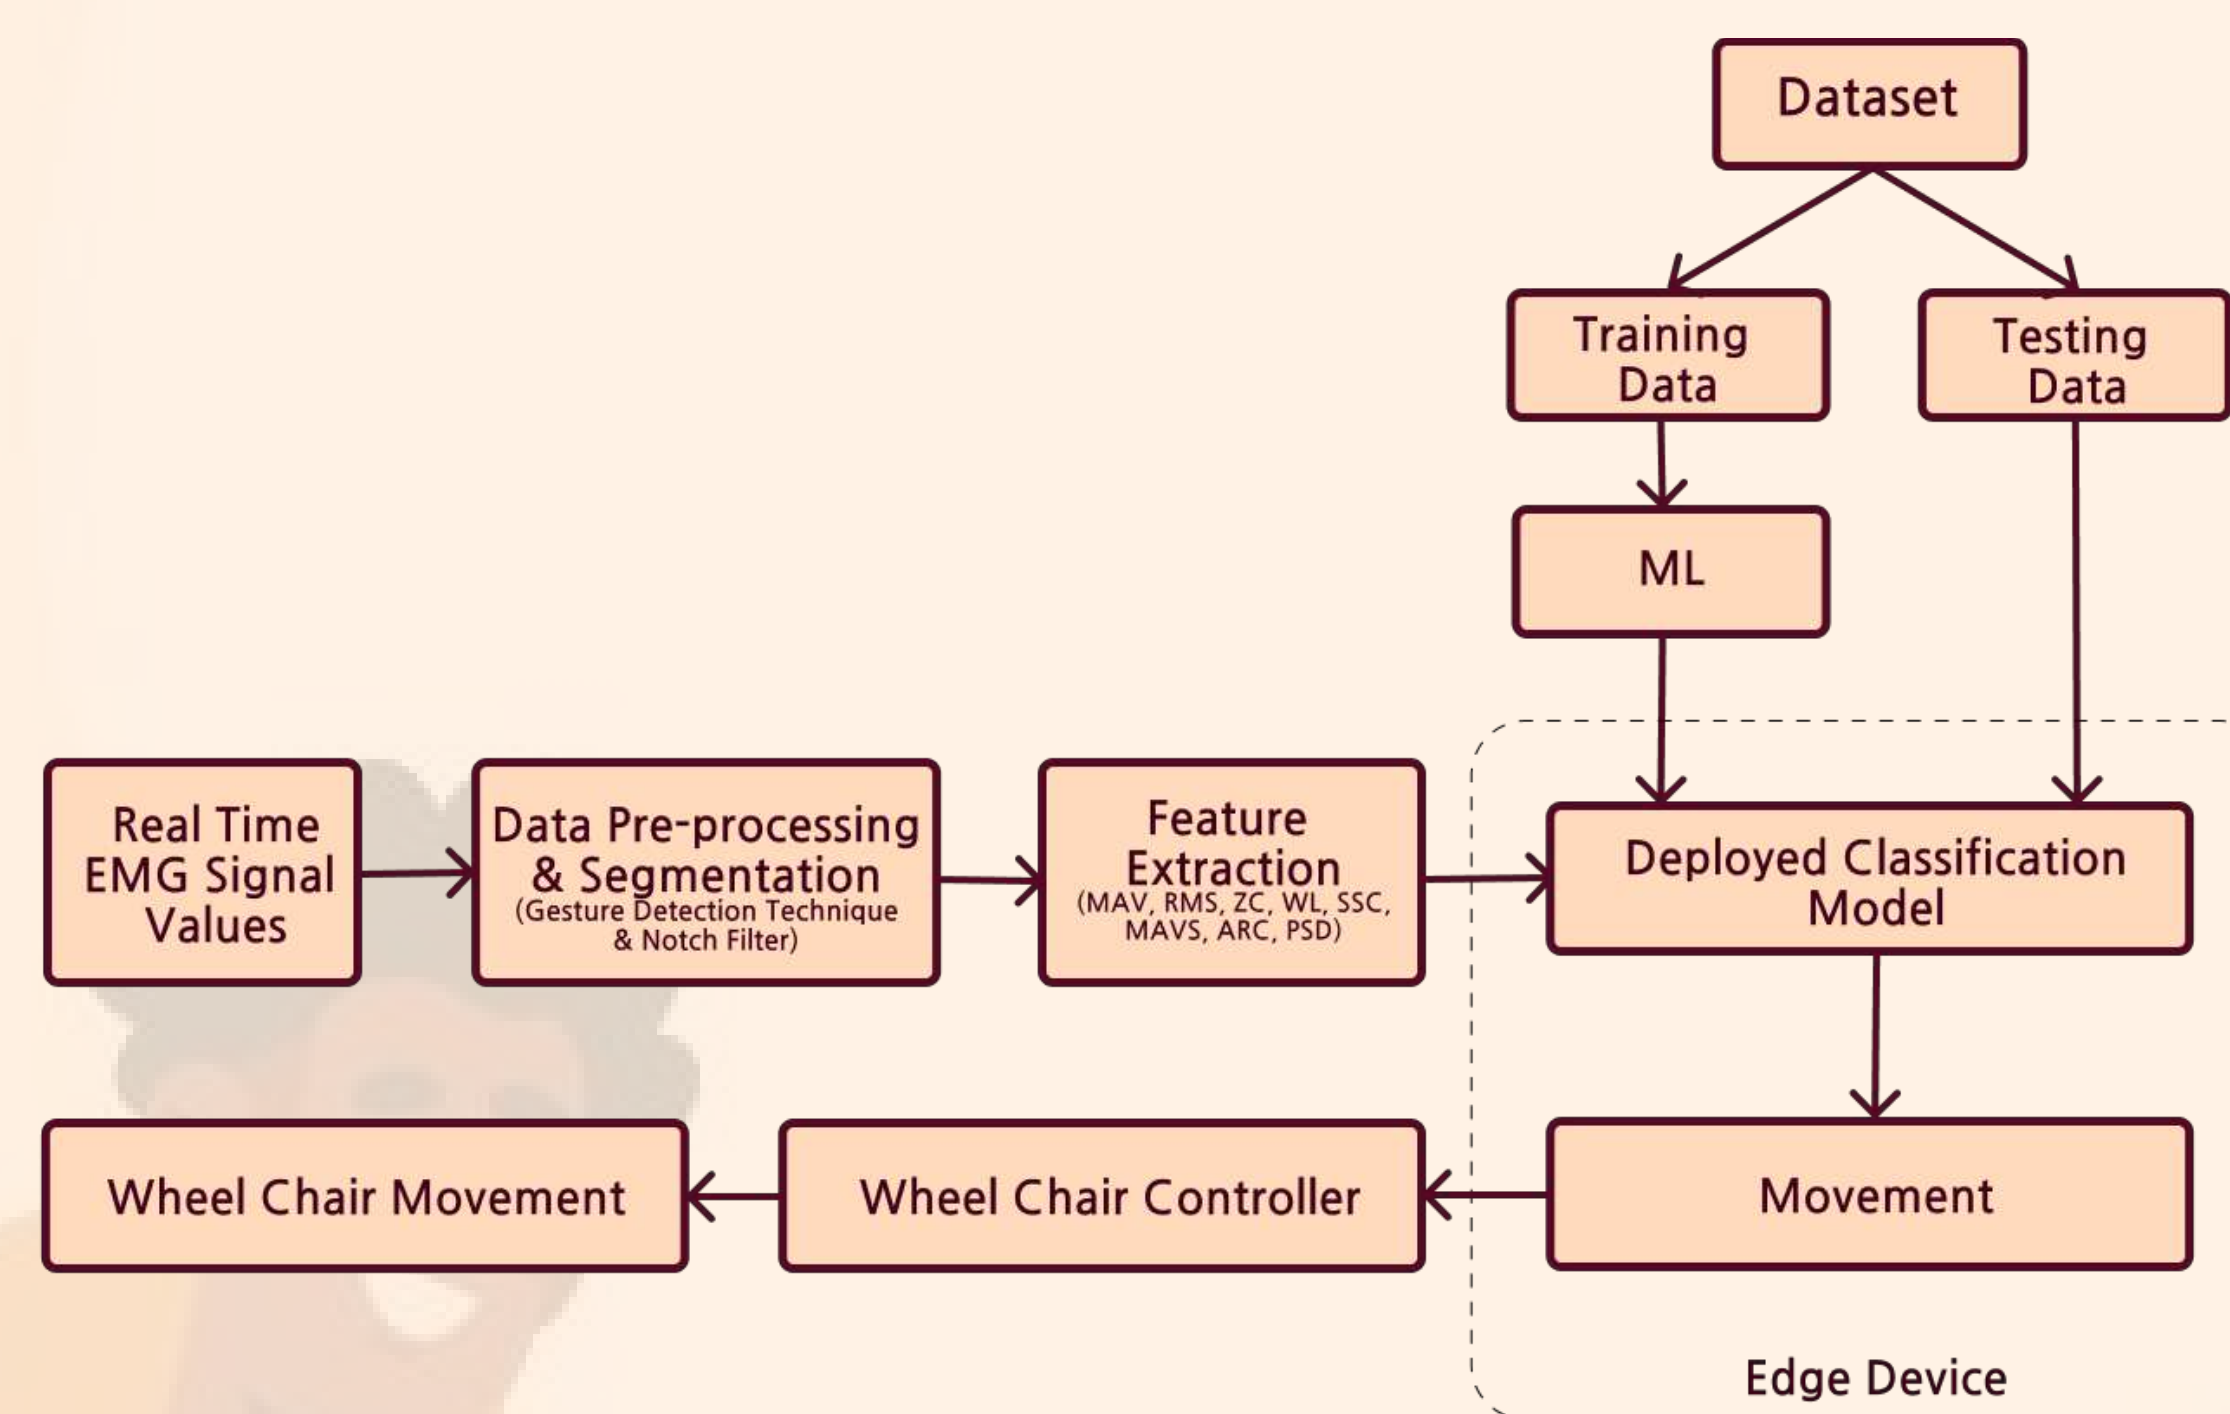 Dataset
Training
Data
Testing
Data
ML
Real Time
EMG Signal
Values
Data Pre-processing
& Segmentation
(Gesture Detection Technique
& Notch Filter)
Feature
Extraction
(MAV, RMS, ZC, WL, SSC,
MAVS, ARC, PSD)
Deployed Classification
Model
Wheel Chair Movement
Wheel Chair Controller
Movement
Edge Device